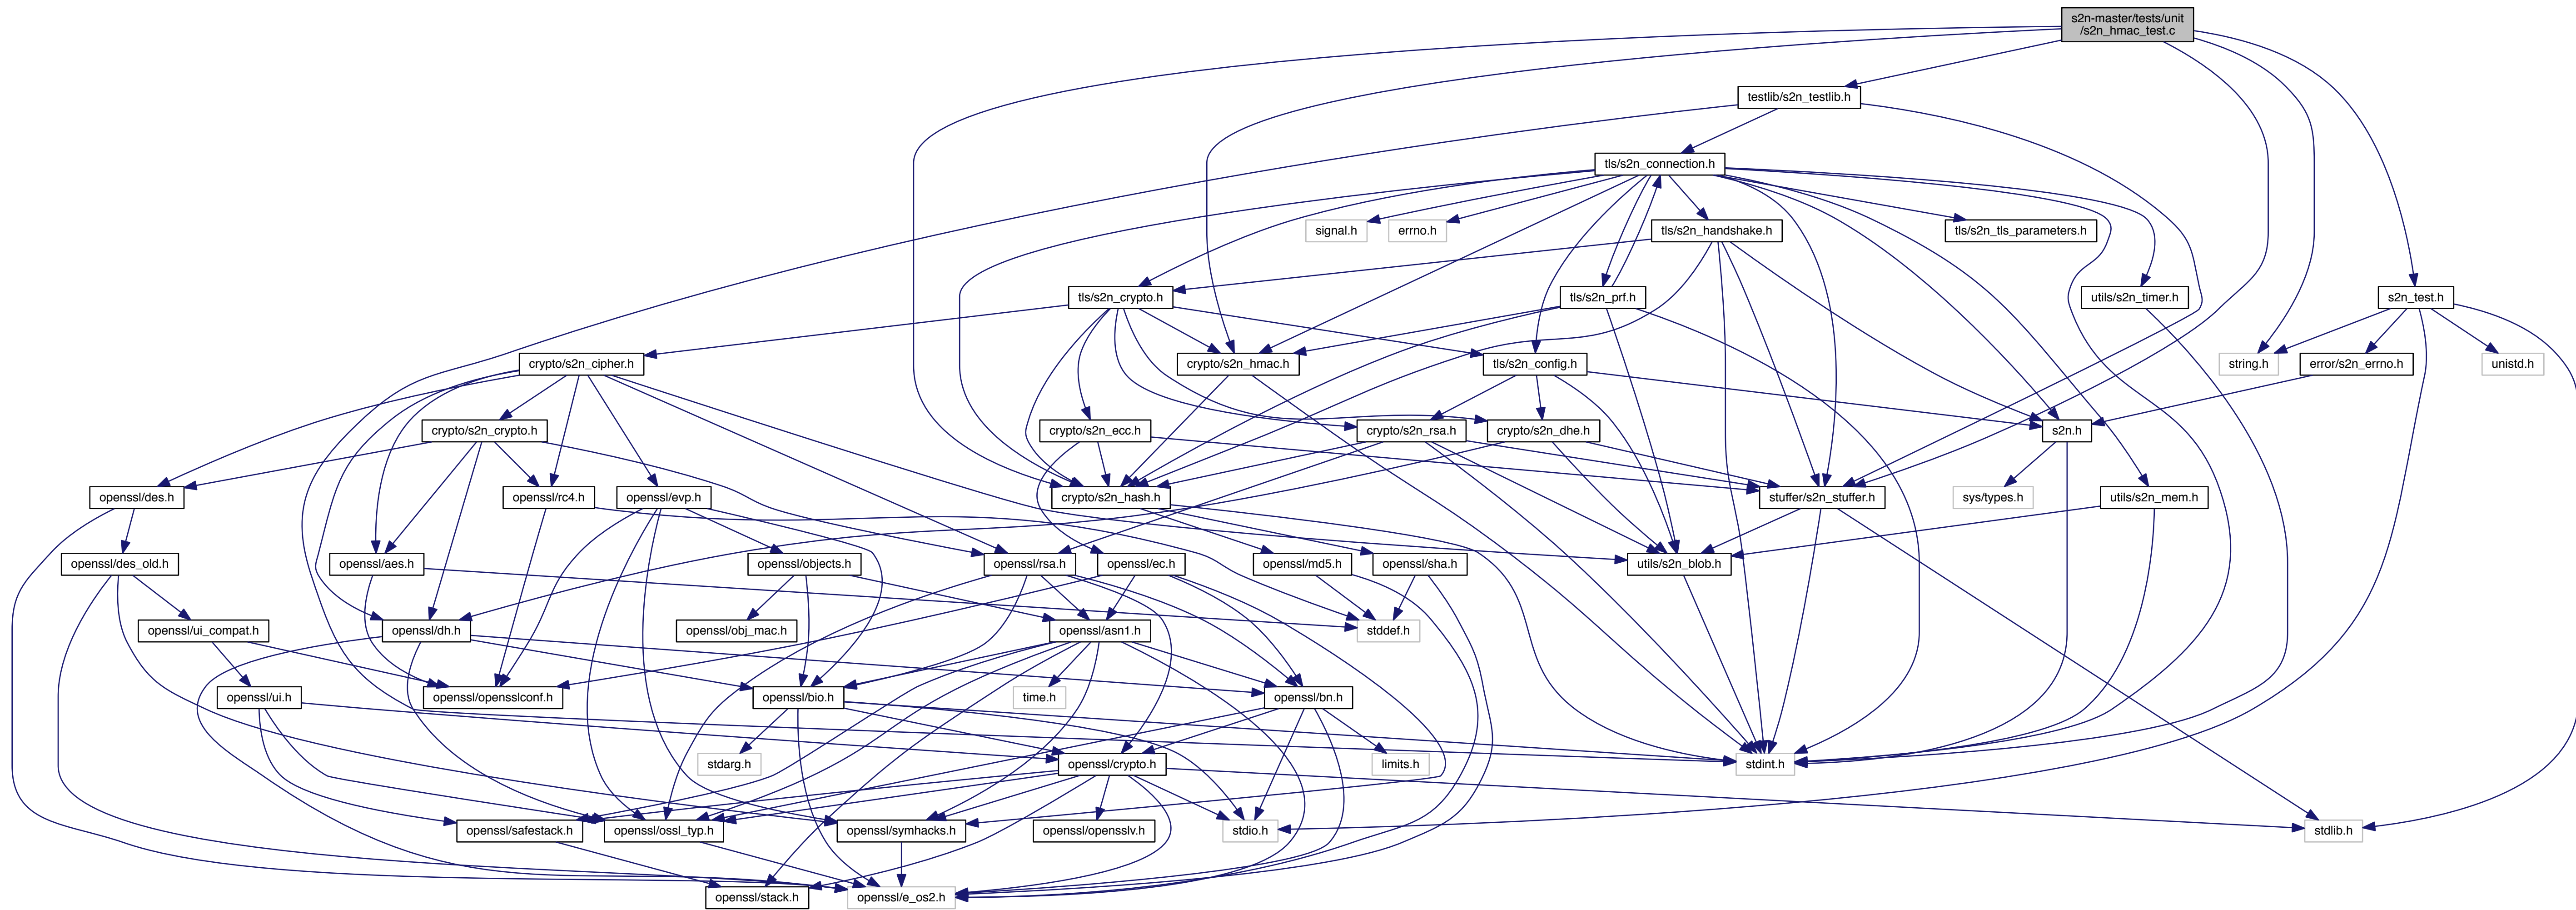 s2n-master/tests/unit
/s2n_hmac_test.c
testlib/s2n_testlib.h
tls/s2n_connection.h
signal.h
errno.h
tls/s2n_handshake.h
tls/s2n_tls_parameters.h
tls/s2n_crypto.h
tls/s2n_prf.h
utils/s2n_timer.h
s2n_test.h
crypto/s2n_cipher.h
crypto/s2n_hmac.h
tls/s2n_config.h
string.h
error/s2n_errno.h
unistd.h
crypto/s2n_crypto.h
crypto/s2n_ecc.h
crypto/s2n_rsa.h
crypto/s2n_dhe.h
s2n.h
openssl/des.h
openssl/rc4.h
openssl/evp.h
crypto/s2n_hash.h
stuffer/s2n_stuffer.h
sys/types.h
utils/s2n_mem.h
openssl/des_old.h
openssl/aes.h
openssl/objects.h
openssl/rsa.h
openssl/ec.h
openssl/md5.h
openssl/sha.h
utils/s2n_blob.h
openssl/ui_compat.h
openssl/dh.h
openssl/obj_mac.h
openssl/asn1.h
stddef.h
openssl/ui.h
openssl/opensslconf.h
openssl/bio.h
time.h
openssl/bn.h
stdarg.h
openssl/crypto.h
limits.h
stdint.h
openssl/safestack.h
openssl/ossl_typ.h
openssl/symhacks.h
openssl/opensslv.h
stdio.h
stdlib.h
openssl/stack.h
openssl/e_os2.h